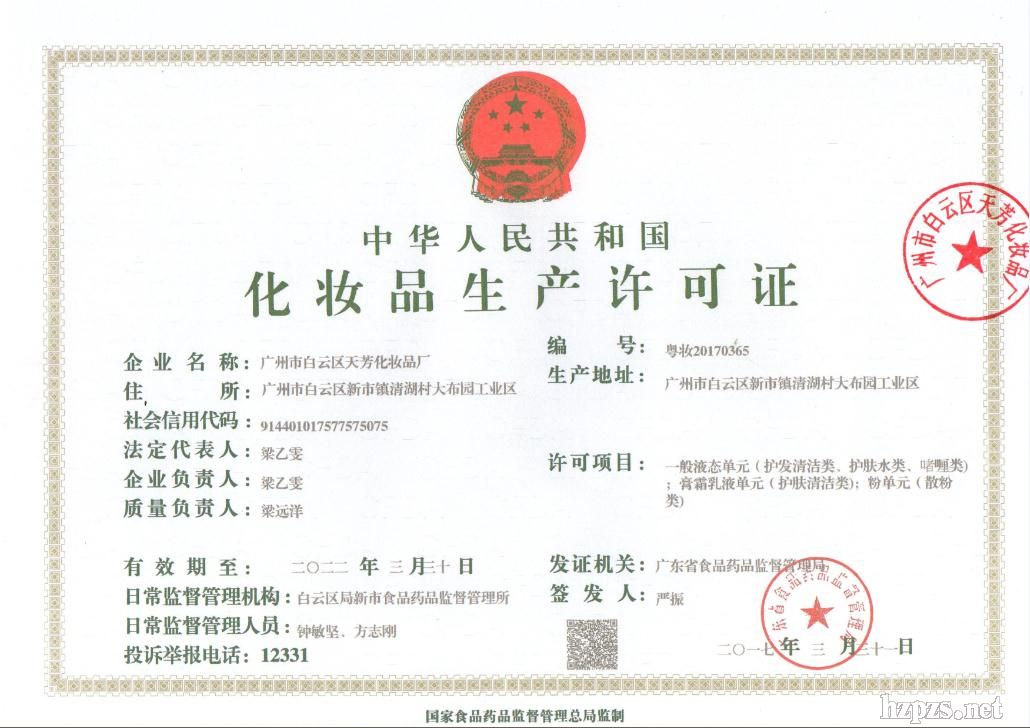 中华人民共和国
化妆品生产许可证
企业名称：广州市白云区天芳化妆品厂
编号：粤妆20170365
住所：广州市白云区新市镇清湖村大布园工业区
生产地址：广州市白云区新市镇清湖村大布园工业区
社会信用代码：914401017577575075
法定代表人：梁乙雯
企业负责人：梁乙雯
质量负责人：梁远洋
许可项目：一般液态单元（护发清洁类、护肤水类、啫喱类）
；膏霜乳液单元（护肤清洁类)；粉单元（散粉
类）
有效期至：二〇二二年三月三十日
发证机关：广东省食品药品监督管理局
日常监督管理机构：白云区局新市食品药品监督管理所
签发人：严振
日常监督管理人员：钟敏坚、方志刚
投诉举报电话：12331
二〇一七年三月三十一日
国家食品药品监督管理总局监制
广州市白云区天芳化妆品厂
广东省食品药品监督管理局
hzpzs.net